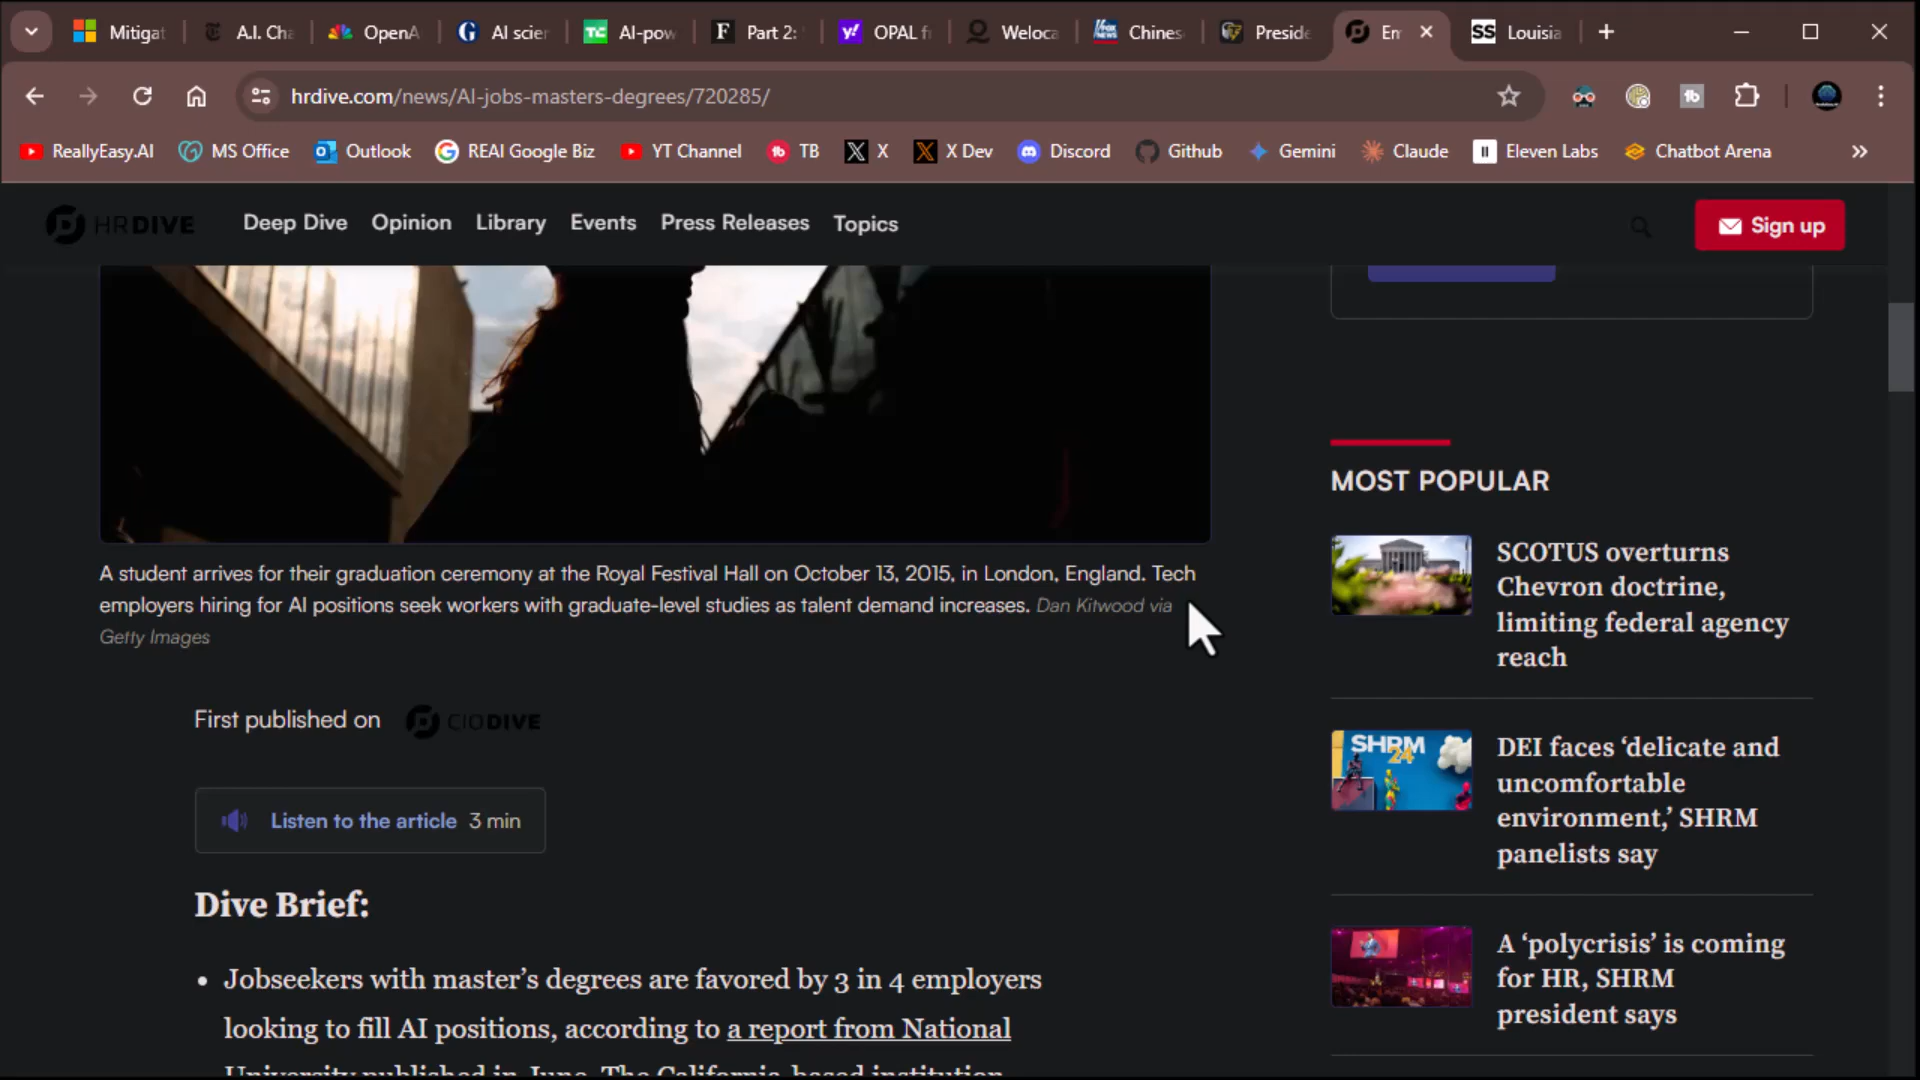 Mitigat
A.I. Cha
OpenA
AI scien
AI-pow
Part 2:
OPAL f
Weloca
Chines
Preside
Em
Louisia
hrdive.com/news/AI-jobs-masters-degrees/720285/
ReallyEasy.AI
MS Office
Outlook
REAI Google Biz
YT Channel
TB
X
X Dev
Discord
Github
Gemini
Claude
Eleven Labs
Chatbot Arena
HRDIVE
Deep Dive
Opinion
Library
Events
Press Releases
Topics
Sign up
A student arrives for their graduation ceremony at the Royal Festival Hall on October 13, 2015, in London, England. Tech
employers hiring for AI positions seek workers with graduate-level studies as talent demand increases. Dan Kitwood via
Getty Images
First published on CIODIVE
Listen to the article 3 min
Dive Brief:
• Jobseekers with master’s degrees are favored by 3 in 4 employers
looking to fill AI positions, according to a report from National
University published in June. The California-based institution
MOST POPULAR
SCOTUS overturns
Chevron doctrine,
limiting federal agency
reach
SHRM
24
DEI faces ‘delicate and
uncomfortable
environment,’ SHRM
panelists say
A ‘polycrisis’ is coming
for HR, SHRM
president says